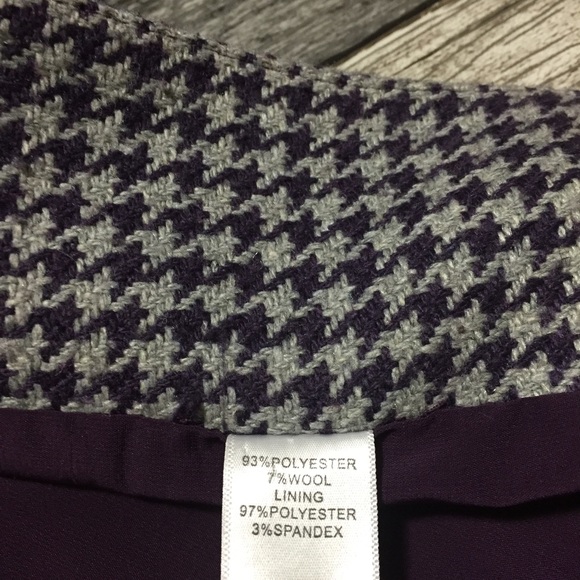 93%POLYESTER
7%WOOL
LINING
97%POLYESTER
3%SPANDEX